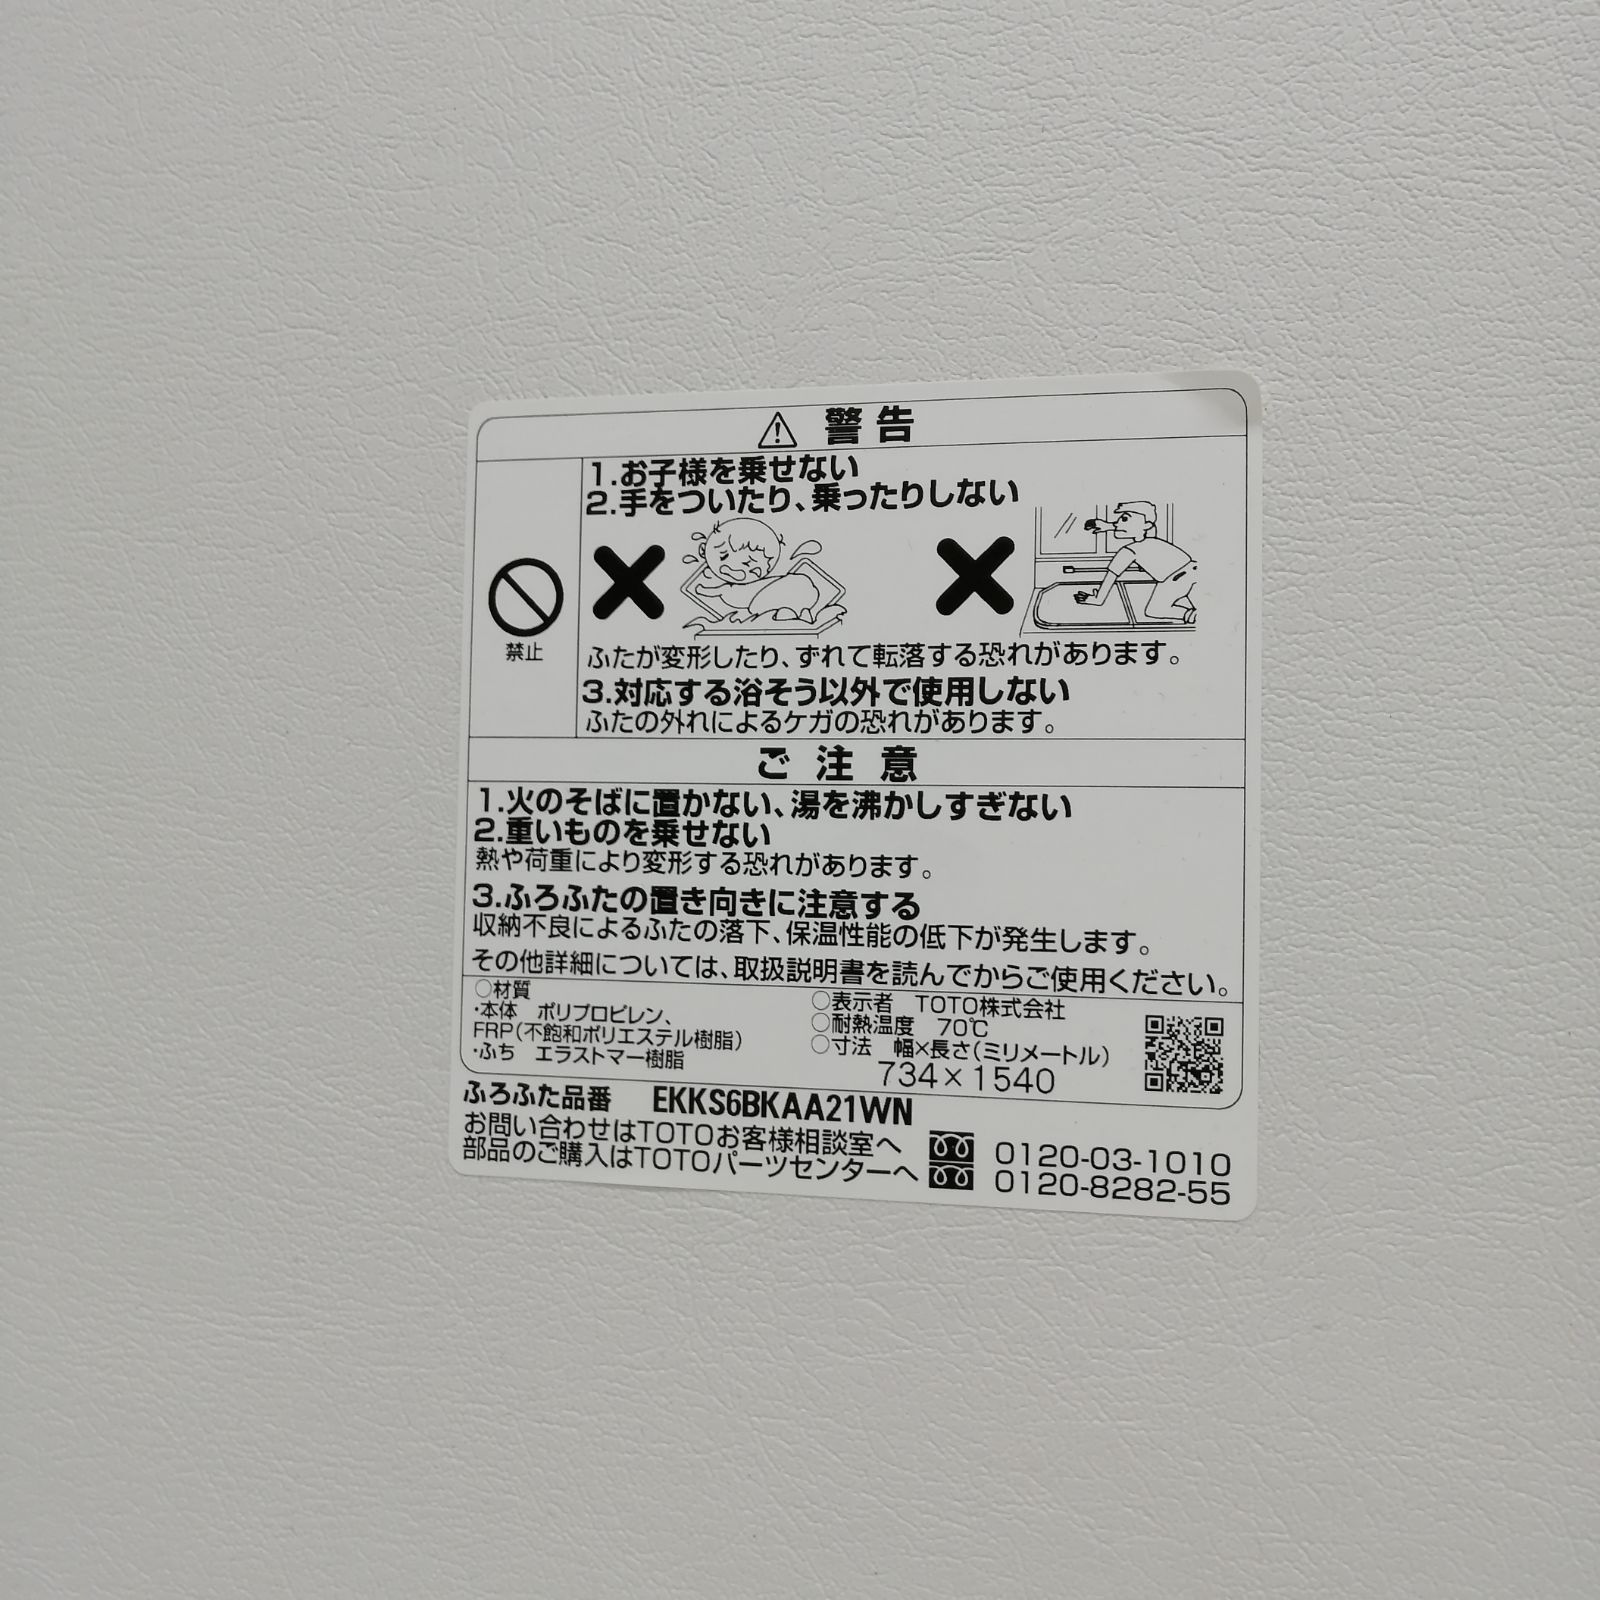 ⚠ 警告
1.お子様を乗せない
2.手をついたり、乗ったりしない
禁止
ふたが変形したり、ずれて転落する恐れがあります。
3.対応する浴そう以外で使用しない
ふたの外れによるケガの恐れがあります。
ご注意
1.火のそばに置かない、湯を沸かしすぎない
2.重いものを乗せない
熱や荷重により変形する恐れがあります。
3.ふろふたの置き向きに注意する
収納不良によるふたの落下、保温性能の低下が発生します。
その他詳細については、取扱説明書を読んでからご使用ください。
○材質
・本体 ポリプロピレン、
FRP(不飽和ポリエステル樹脂)
・ふち エラストマー樹脂
○表示者 TOTO株式会社
○耐熱温度 70℃
○寸法 幅×長さ(ミリメートル)
734×1540
ふろふた品番 EKKS6BKAA21WN
お問い合わせはTOTOお客様相談室へ 0120-03-1010
部品のご購入はTOTOパーツセンターへ 0120-8282-55